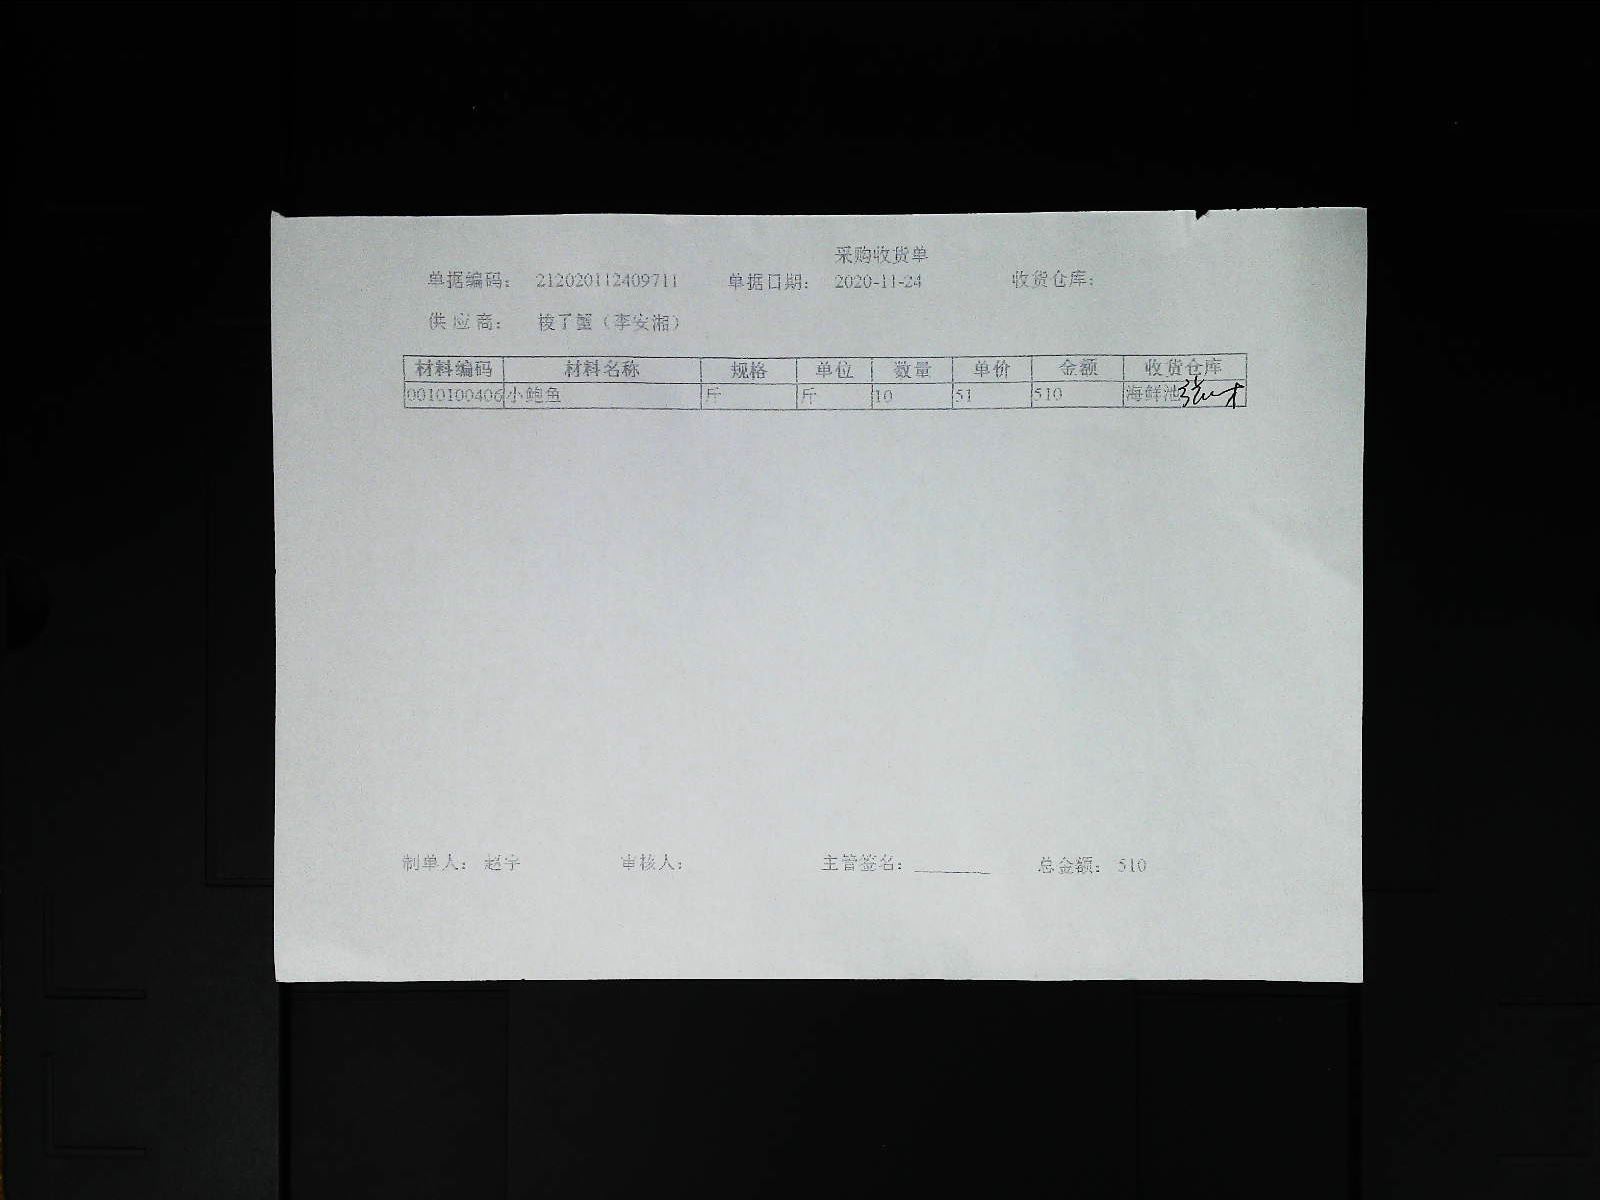 采购收货单
单据编码： 212020112409711 单据日期： 2020-11-24 收货仓库：
供应商： 梭子蟹（李安湘）
材料编码 材料名称 规格 单位 数量 单价 金额 收货仓库
0010100406 小鲍鱼 斤 斤 10 51 510 海鲜池
制单人： 赵宇 审核人： 主管签名： 总金额： 510